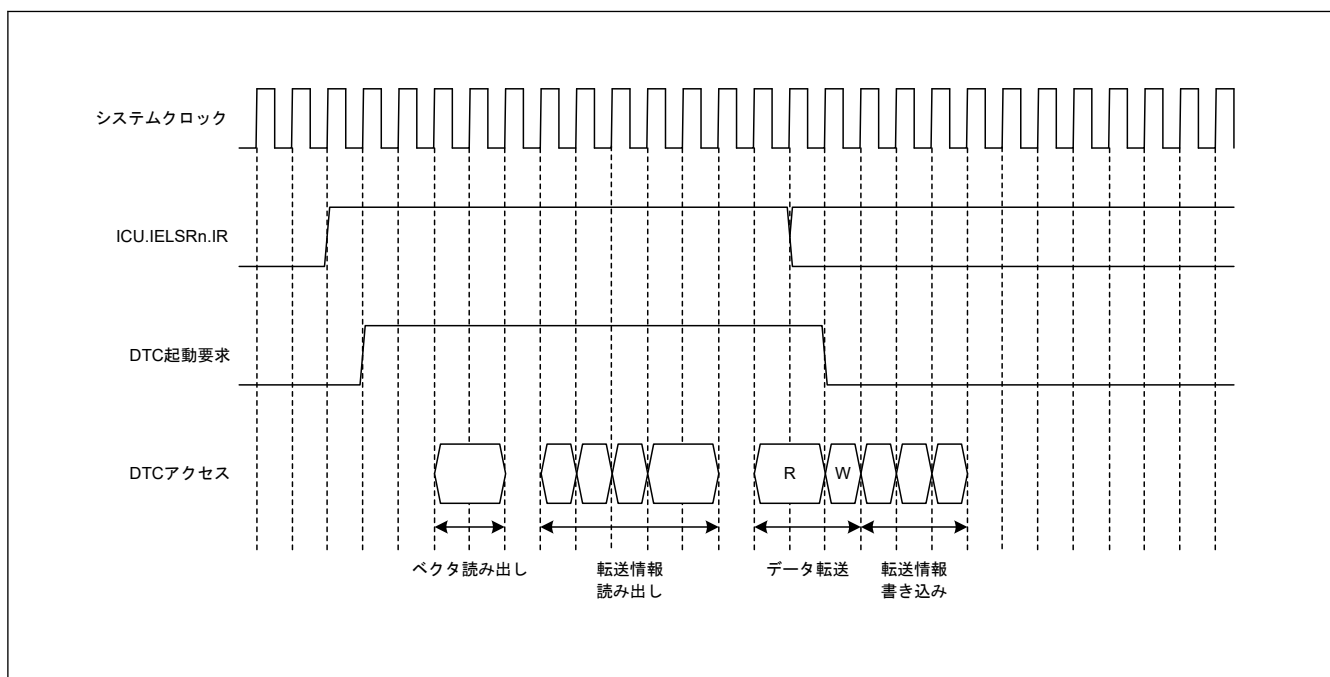 システムクロック
ICU.IELSRn.IR
DTC起動要求
DTCアクセス
R
W
ベクタ読み出し
転送情報
読み出し
データ転送
転送情報
書き込み